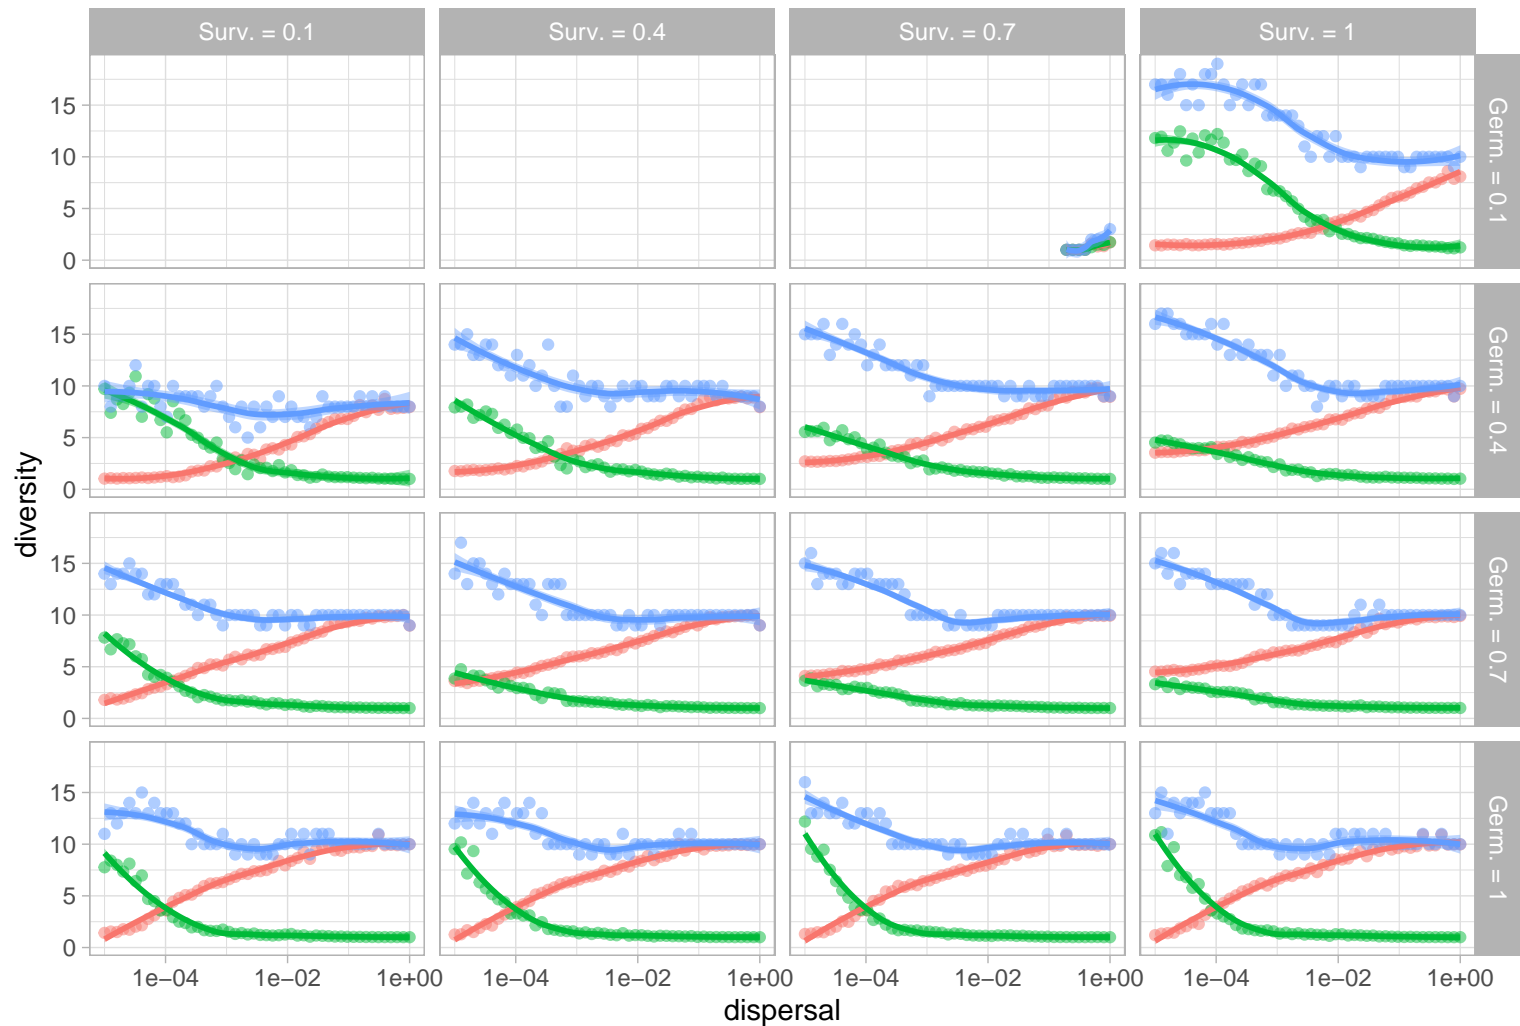 Surv. = 0.1 Surv. = 0.4 Surv. = 0.7 Surv. = 1
15
10
5
0
Germ. = 0.1
15
10
5
0
Germ. = 0.4
15
10
5
0
Germ. = 0.7
15
10
5
0
Germ. = 1
diversity
1e−04 1e−02 1e+00 1e−04 1e−02 1e+00 1e−04 1e−02 1e+00 1e−04 1e−02 1e+00
dispersal